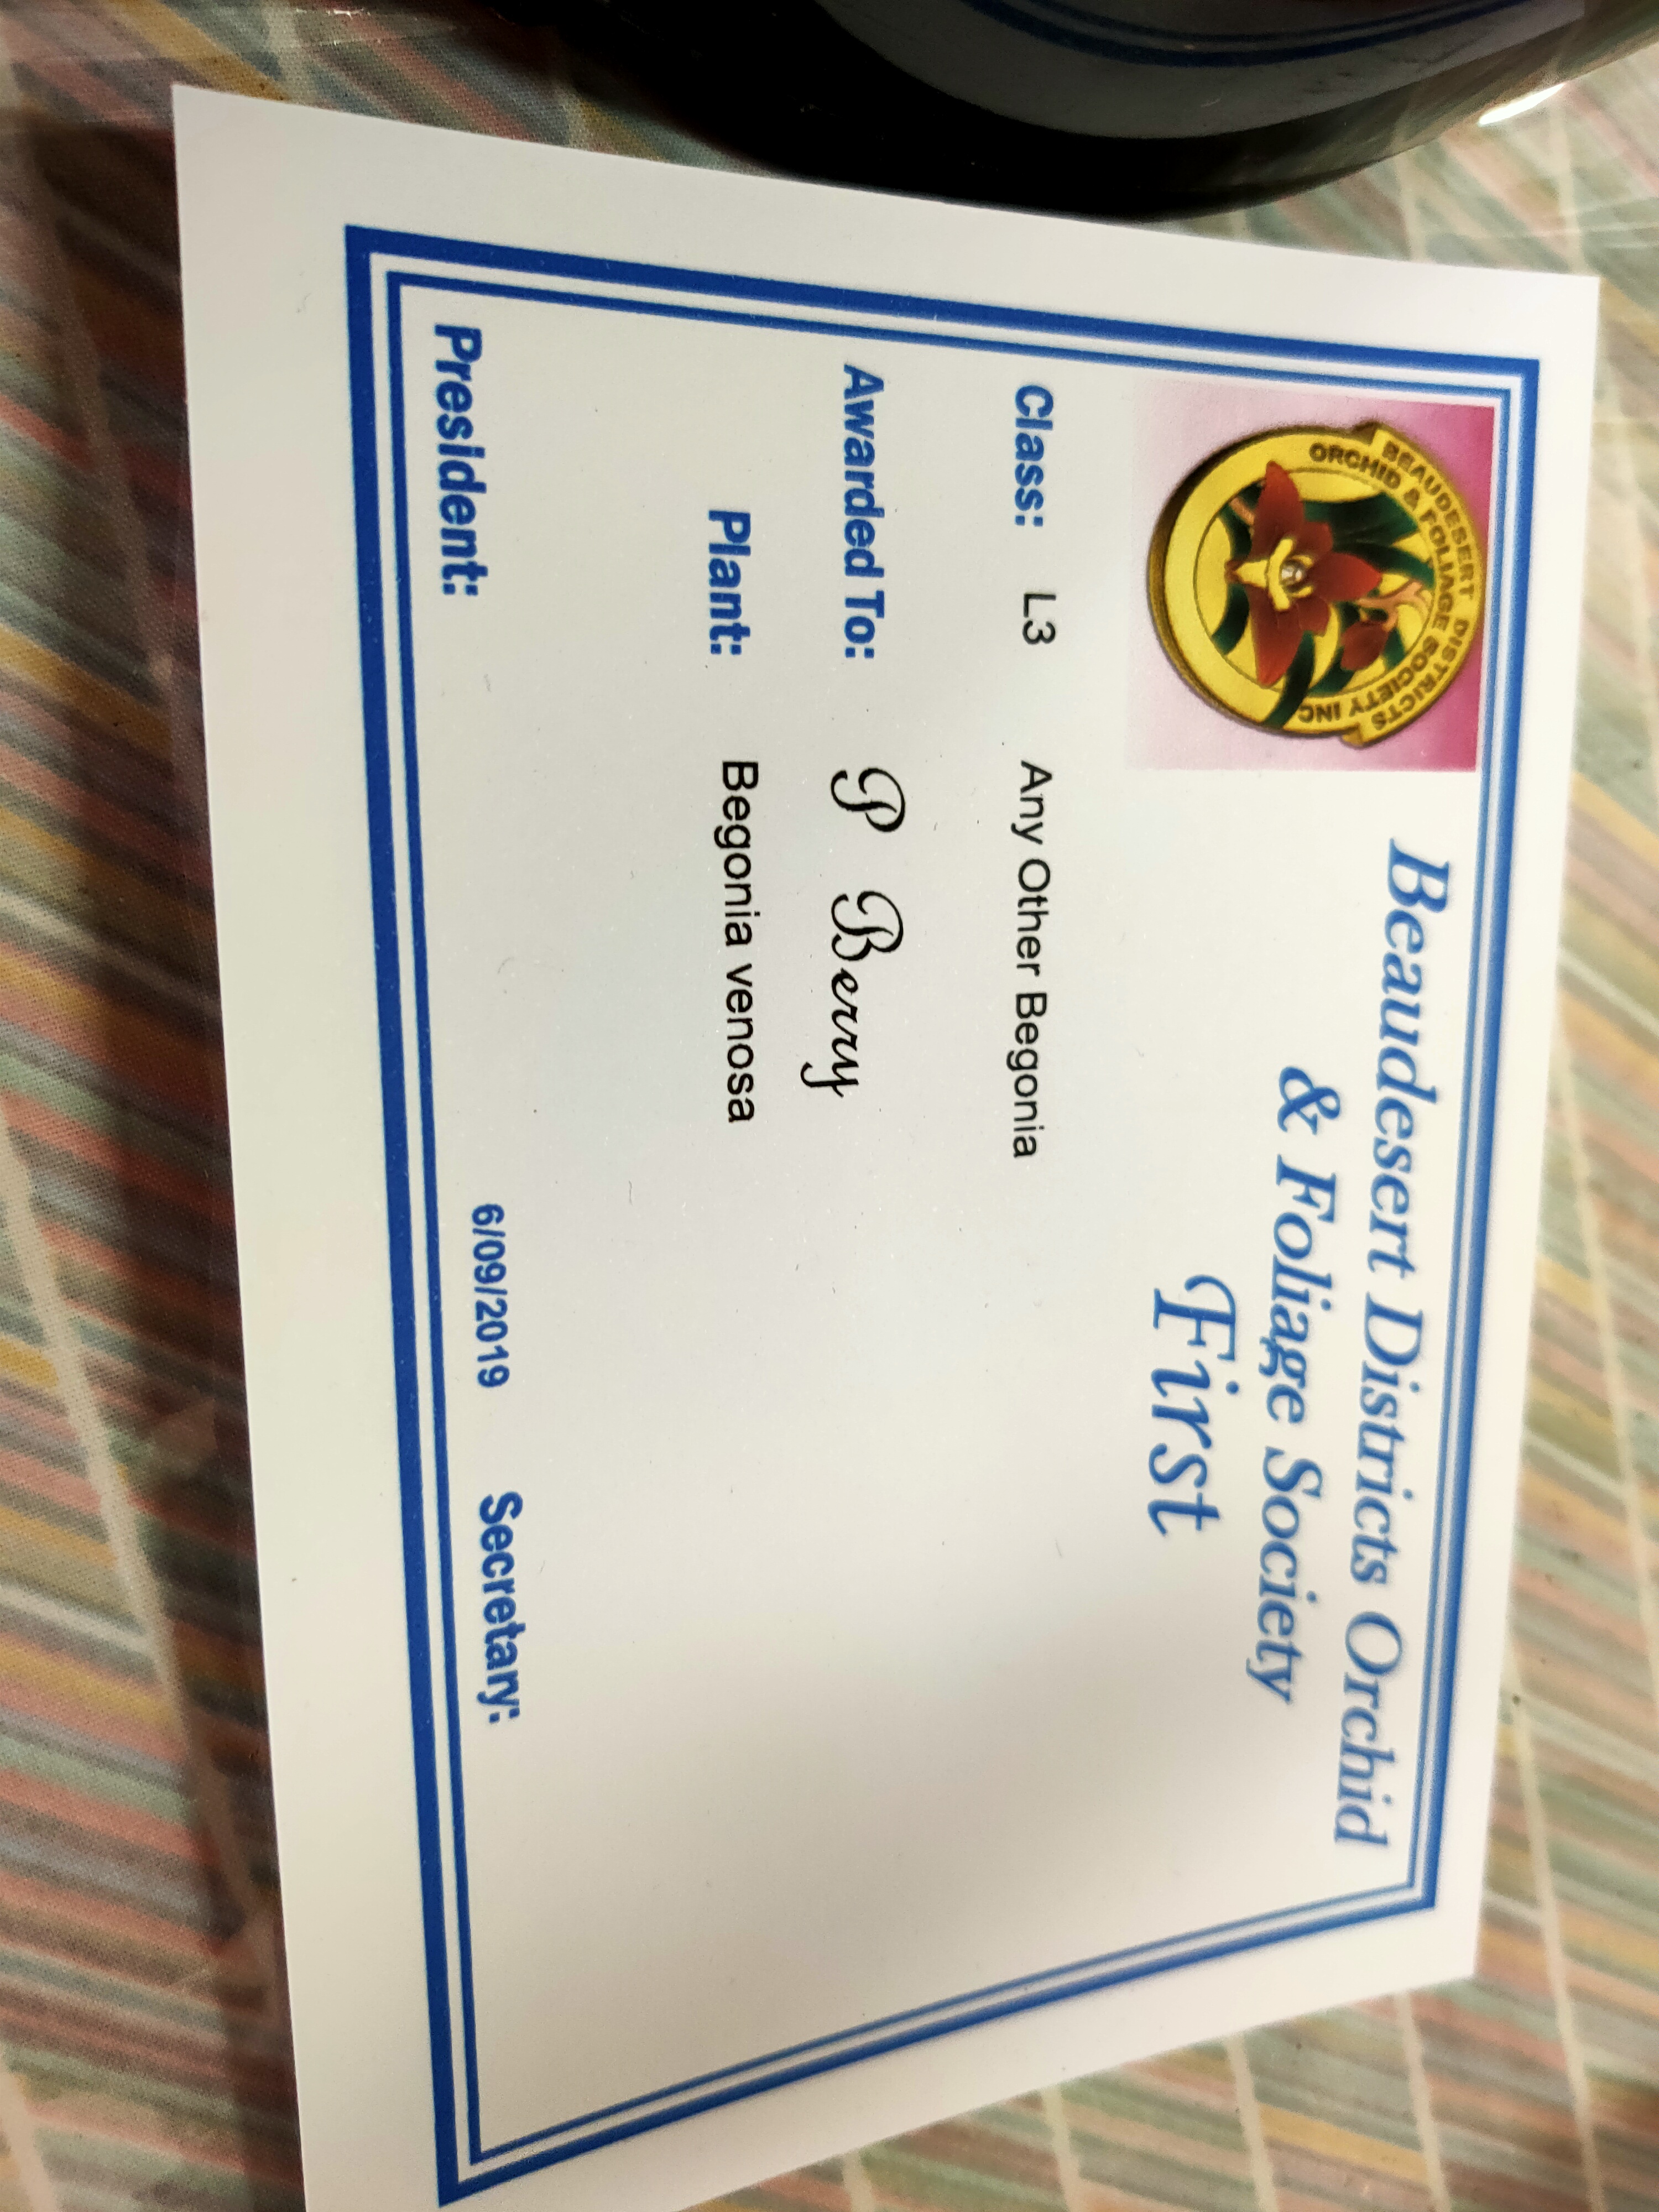 BEAUDESERT DISTRICTS
ORCHID & FOLIAGE SOCIETY INC
Beaudesert Districts Orchid
& Foliage Society
First
Class: L3 Any Other Begonia
Awarded To: P Berry
Plant: Begonia venosa
President: 6/09/2019 Secretary: